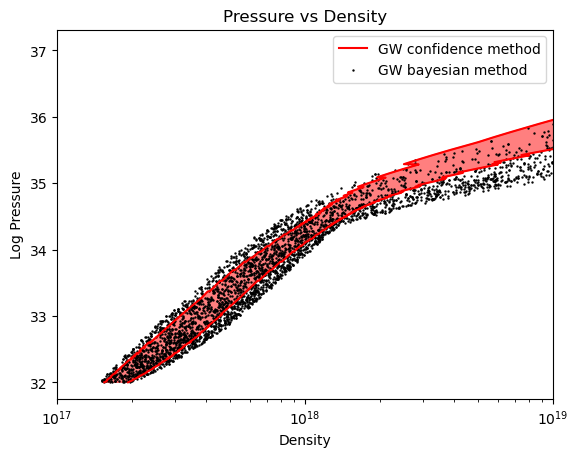 Pressure vs Density
GW confidence method
GW bayesian method
Log Pressure
37
36
35
34
33
32
10^17
10^18
10^19
Density